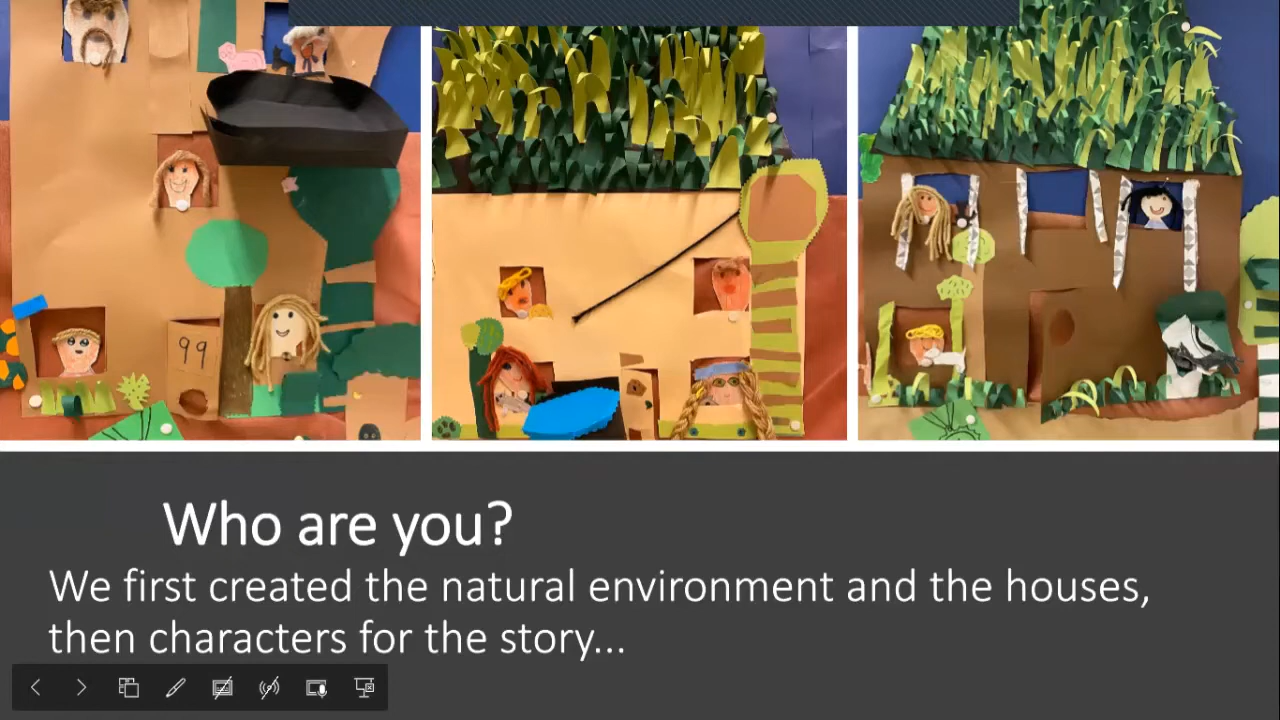 99
Who are you?
We first created the natural environment and the houses,
then characters for the story...